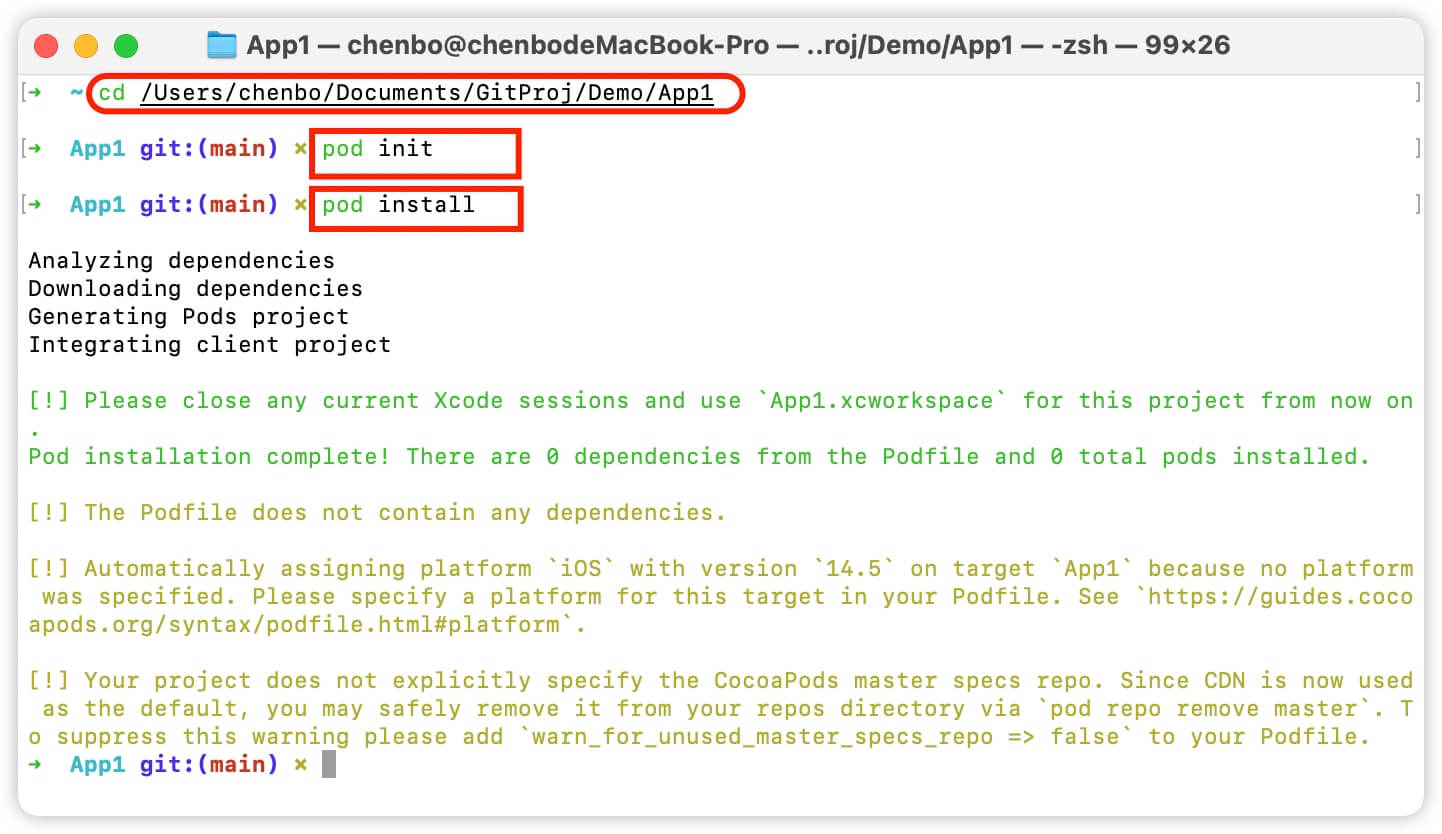 App1 — chenbo@chenbodeMacBook-Pro — ..roj/Demo/App1 — -zsh — 99×26
[→ ~ cd /Users/chenbo/Documents/GitProj/Demo/App1 ]
[→ App1 git:(main) × pod init ]
[→ App1 git:(main) × pod install ]
Analyzing dependencies
Downloading dependencies
Generating Pods project
Integrating client project
[!] Please close any current Xcode sessions and use `App1.xcworkspace` for this project from now on
.
Pod installation complete! There are 0 dependencies from the Podfile and 0 total pods installed.
[!] The Podfile does not contain any dependencies.
[!] Automatically assigning platform `iOS` with version `14.5` on target `App1` because no platform
was specified. Please specify a platform for this target in your Podfile. See `https://guides.coco
apods.org/syntax/podfile.html#platform`.
[!] Your project does not explicitly specify the CocoaPods master specs repo. Since CDN is now used
as the default, you may safely remove it from your repos directory via `pod repo remove master`. T
o suppress this warning please add `warn_for_unused_master_specs_repo => false` to your Podfile.
→ App1 git:(main) ×